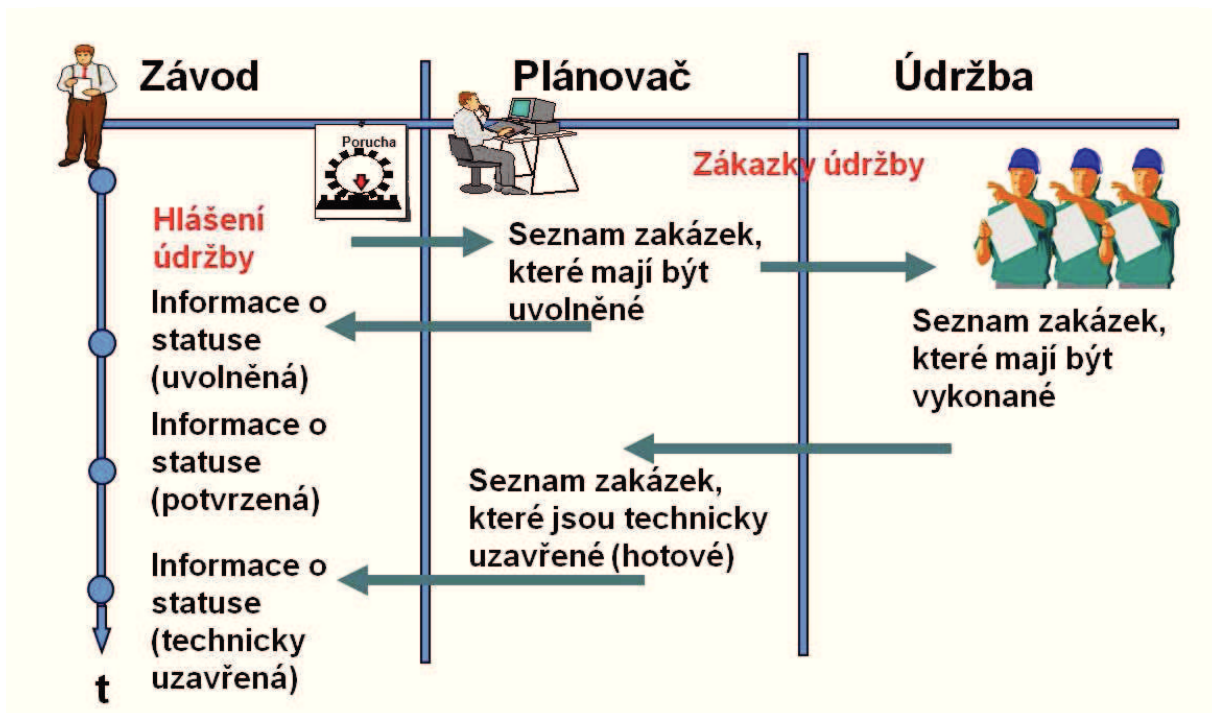 Závod
Plánovač
Údržba
Porucha
Zákazky údržby
Hlášení
údržby
Seznam zakázek,
které mají být
uvolněné
Informace o
statuse
(uvolněná)
Seznam zakázek,
které mají být
vykonané
Informace o
statuse
(potvrzená)
Seznam zakázek,
které jsou technicky
uzavřené (hotové)
Informace o
statuse
(technicky
uzavřená)
t